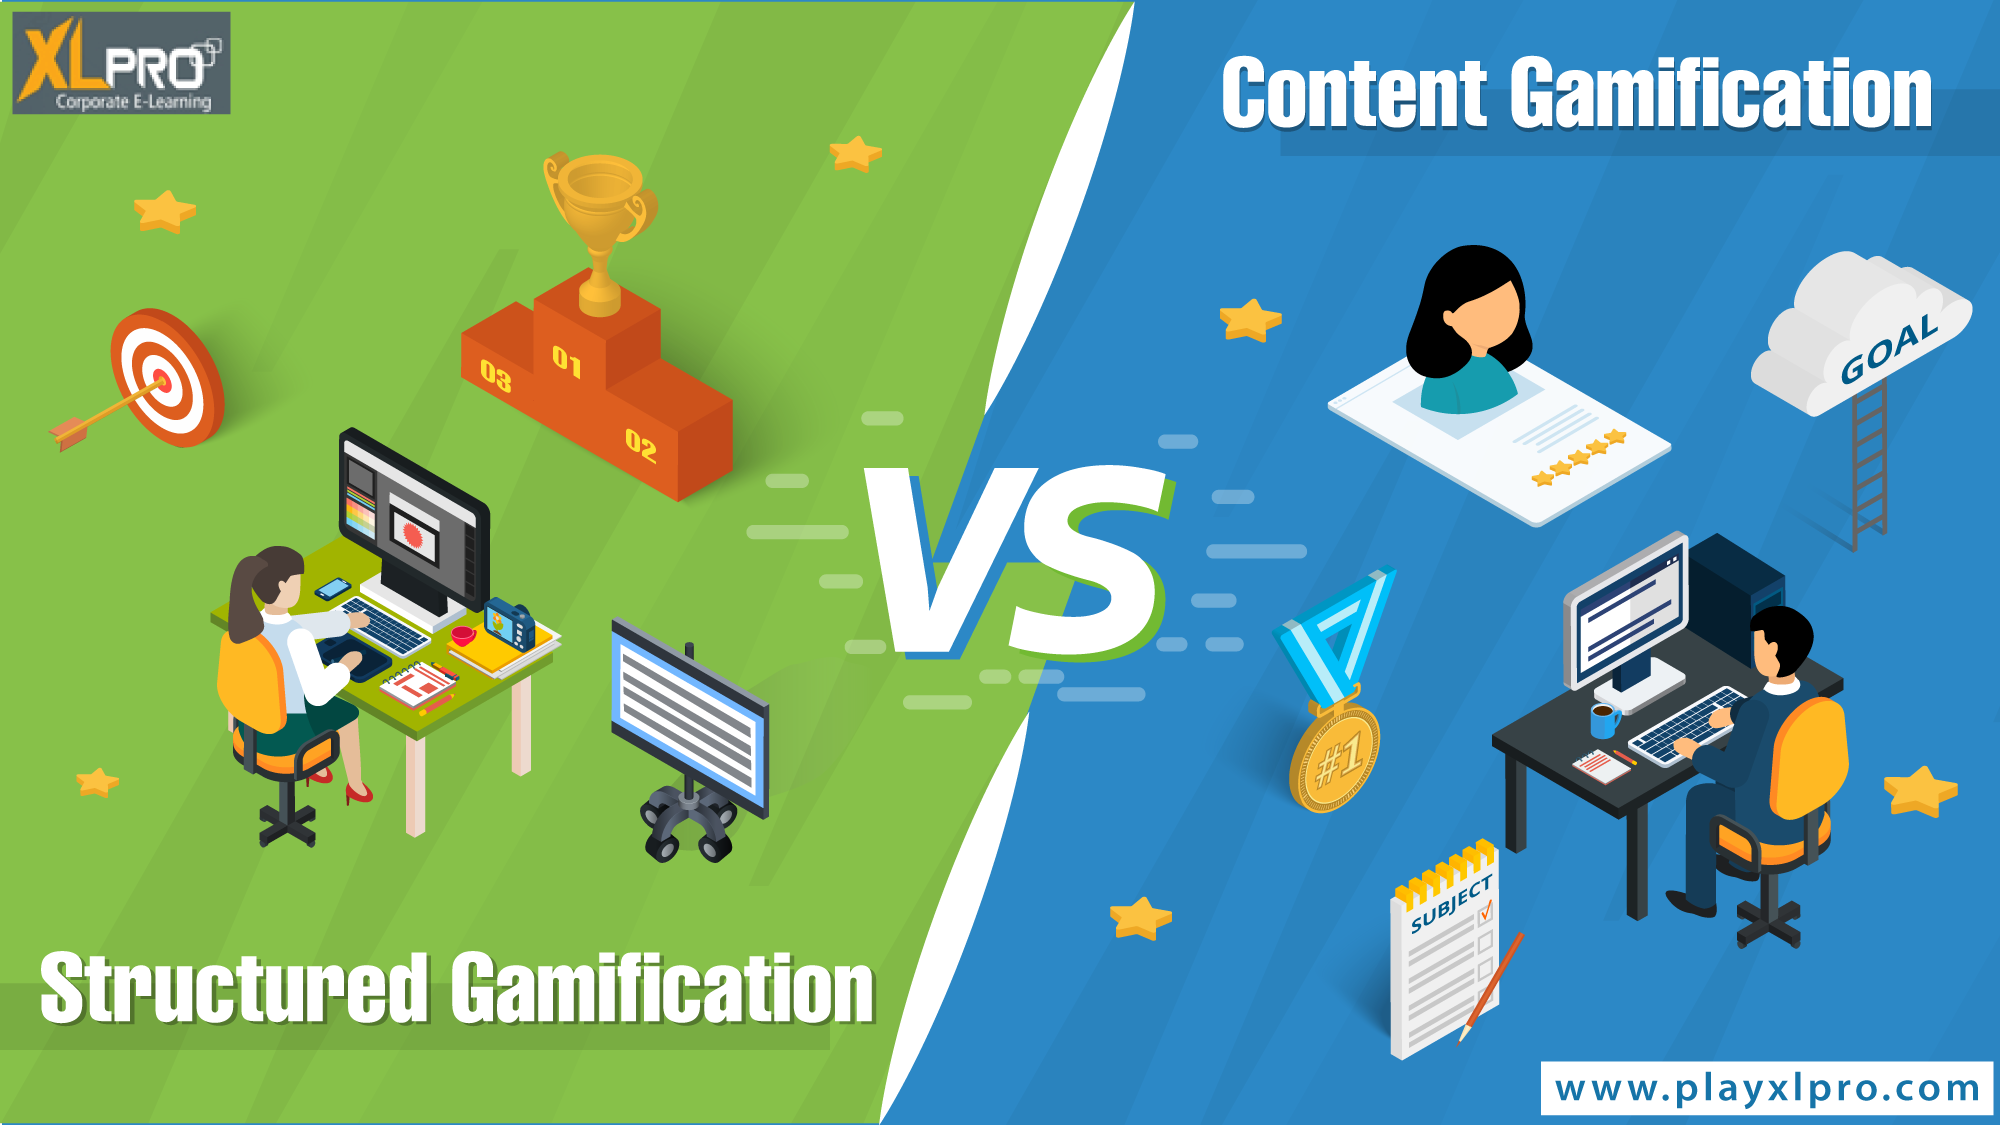 XLPRO
Corporate E-Learning
Content Gamification
01
03
02
GOAL
VS
#1
SUBJECT
Structured Gamification
www.playxlpro.com